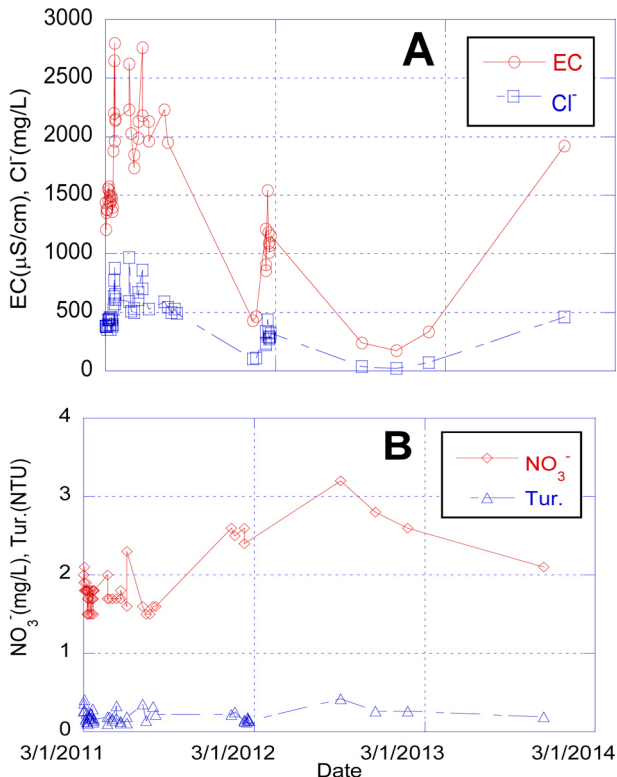 3000
2500
2000
1500
1000
500
0
EC(μS/cm), Cl⁻(mg/L)
A
EC
Cl⁻
4
3
2
1
0
NO₃⁻(mg/L), Tur.(NTU)
B
NO₃⁻
Tur.
3/1/2011 3/1/2012 3/1/2013 3/1/2014
Date